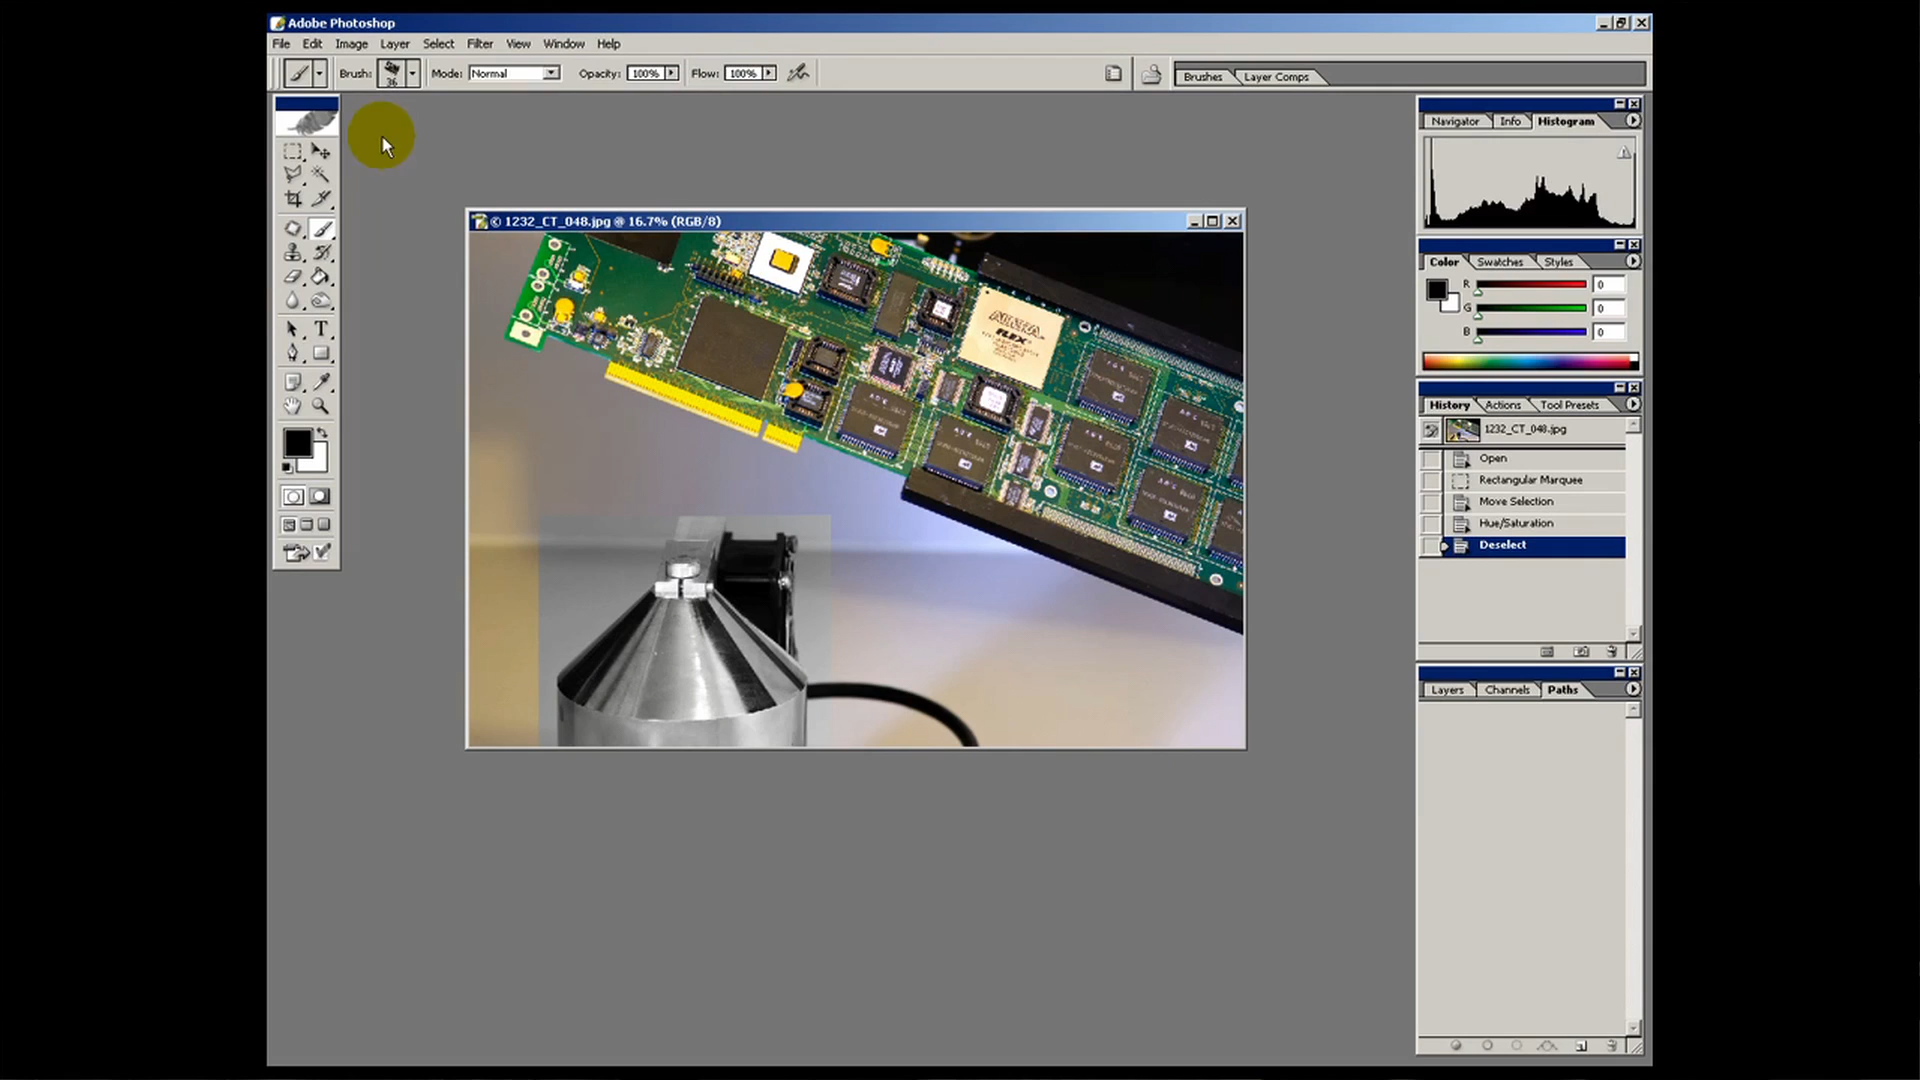 Adobe Photoshop
File Edit Image Layer Select Filter View Window Help
Brush: 36 Mode: Normal Opacity: 100% Flow: 100% Brushes Layer Comps
Navigator Info Histogram
© 1232_CT_048.jpg @ 16.7% (RGB/8)
Color Swatches Styles
R 0
G 0
B 0
ALTERA
FLEX
T
History Actions Tool Presets
1232_CT_048.jpg
Open
Rectangular Marquee
Move Selection
Hue/Saturation
Deselect
Layers Channels Paths